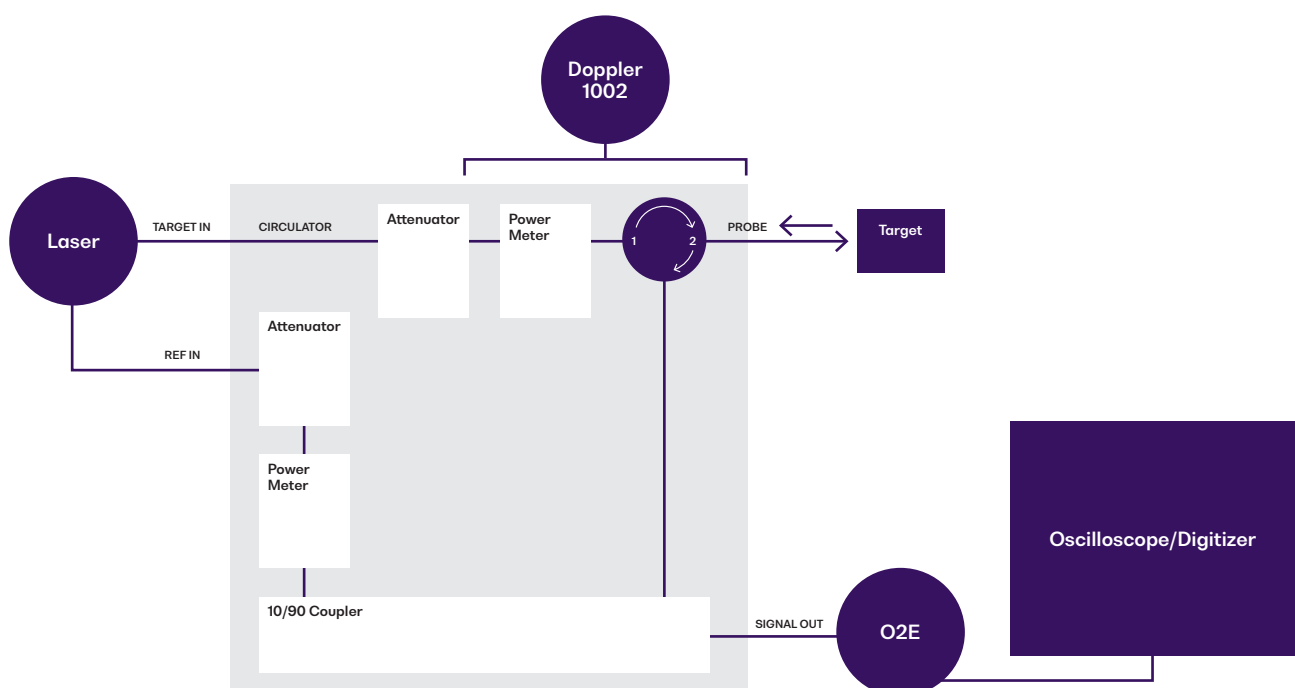 Doppler
1002
Laser
TARGET IN
CIRCULATOR
Attenuator
Power
Meter
1
2
PROBE
Target
Attenuator
REF IN
Power
Meter
10/90 Coupler
SIGNAL OUT
O2E
Oscilloscope/Digitizer